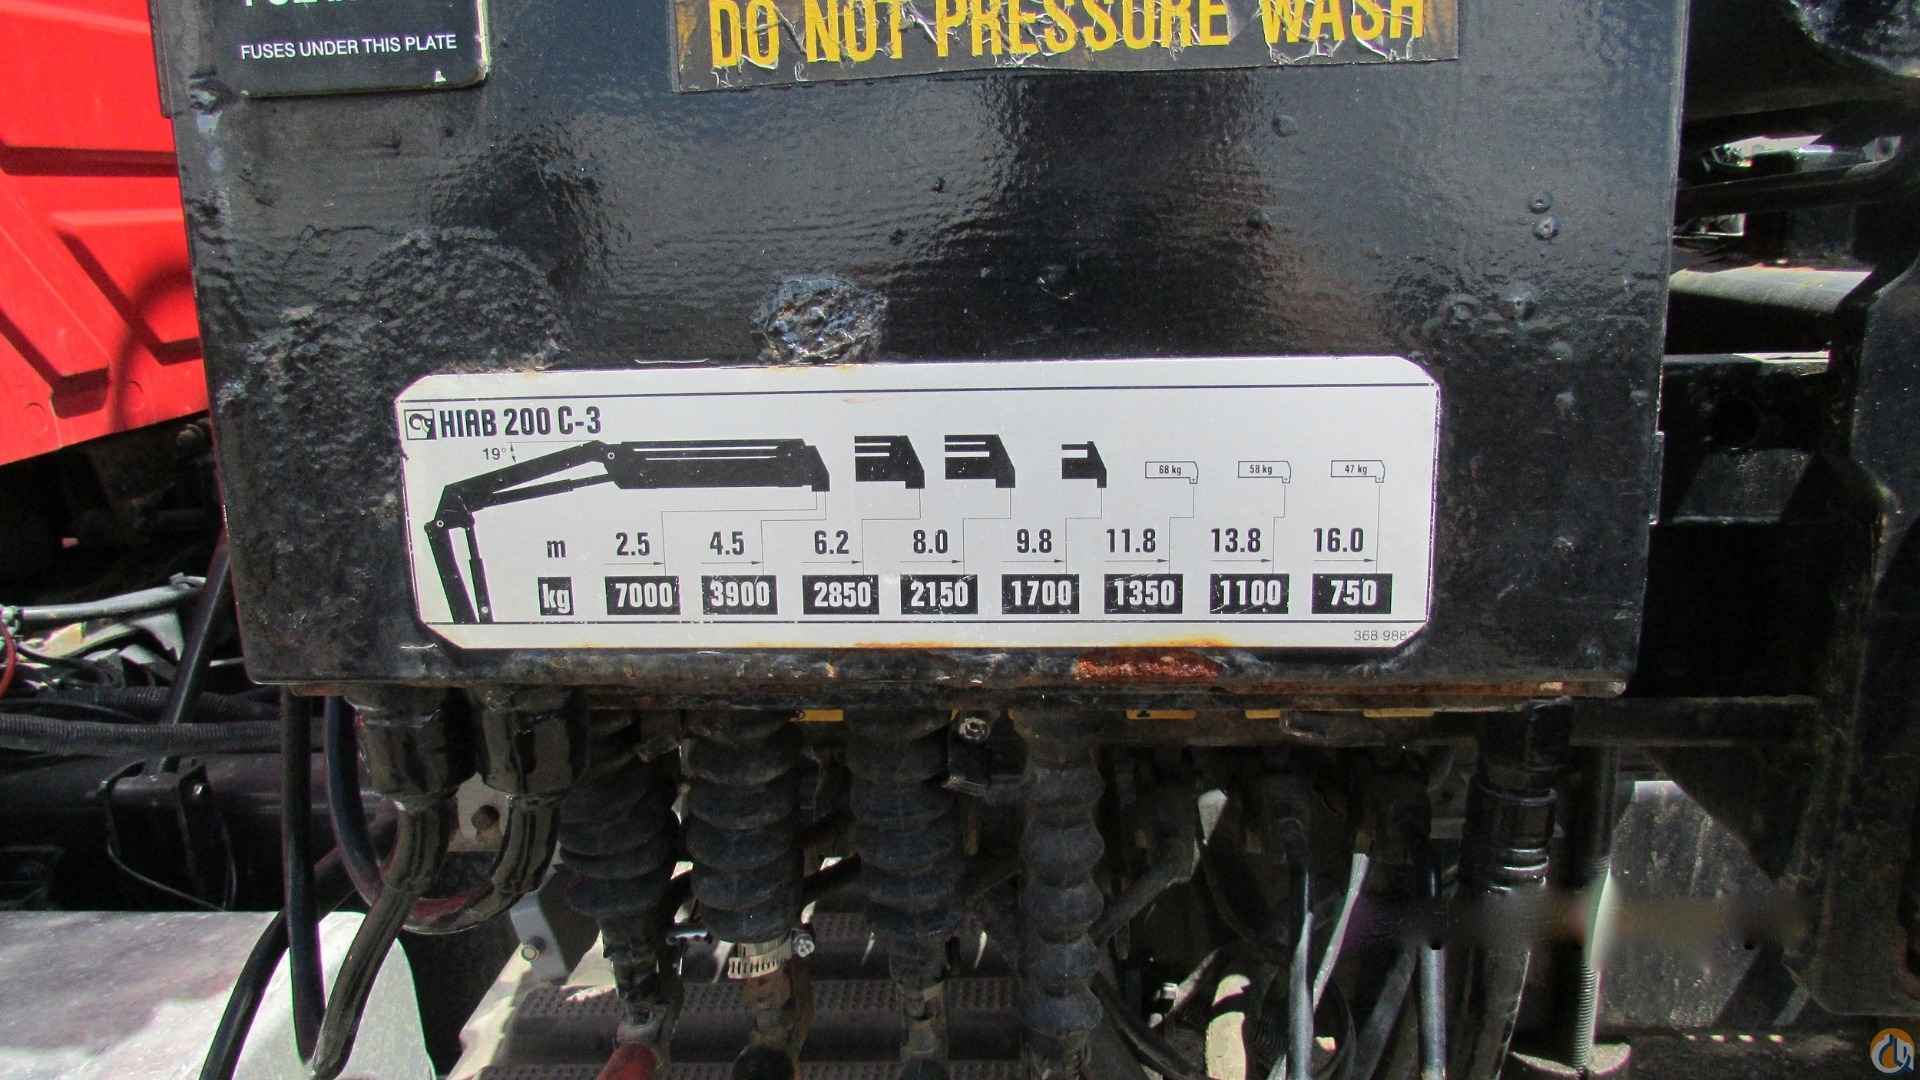 FUSES UNDER THIS PLATE
DO NOT PRESSURE WASH
HIAB 200 C-3
19°
68 kg 58 kg 47 kg
m 2.5 4.5 6.2 8.0 9.8 11.8 13.8 16.0
kg 7000 3900 2850 2150 1700 1350 1100 750
368 988